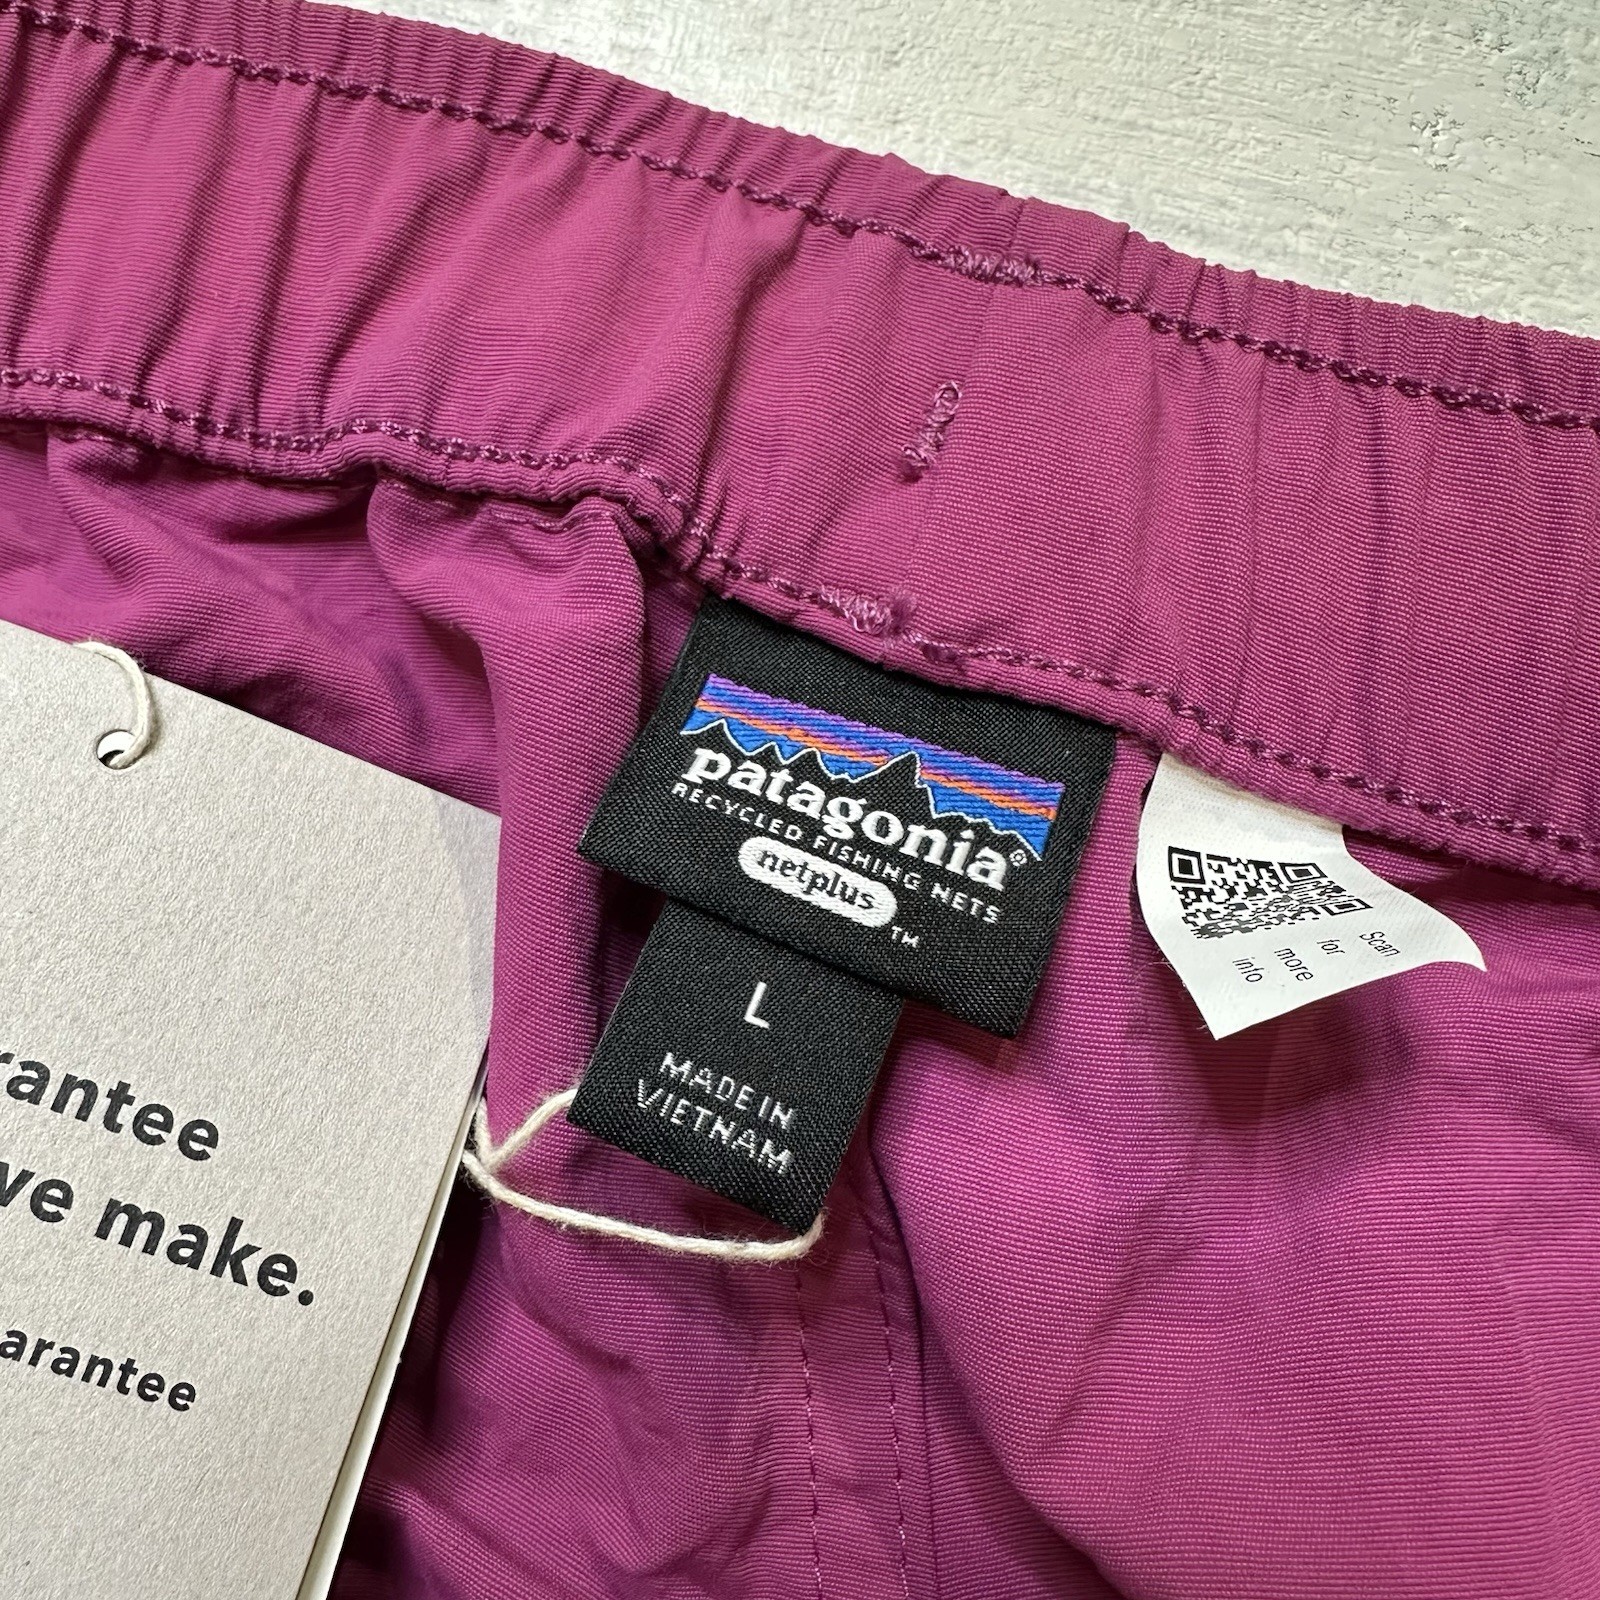 patagonia®
RECYCLED FISHING NETS
netplus
™
L
MADE IN
VIETNAM
Scan
for
more
info
rantee
ve make.
arantee